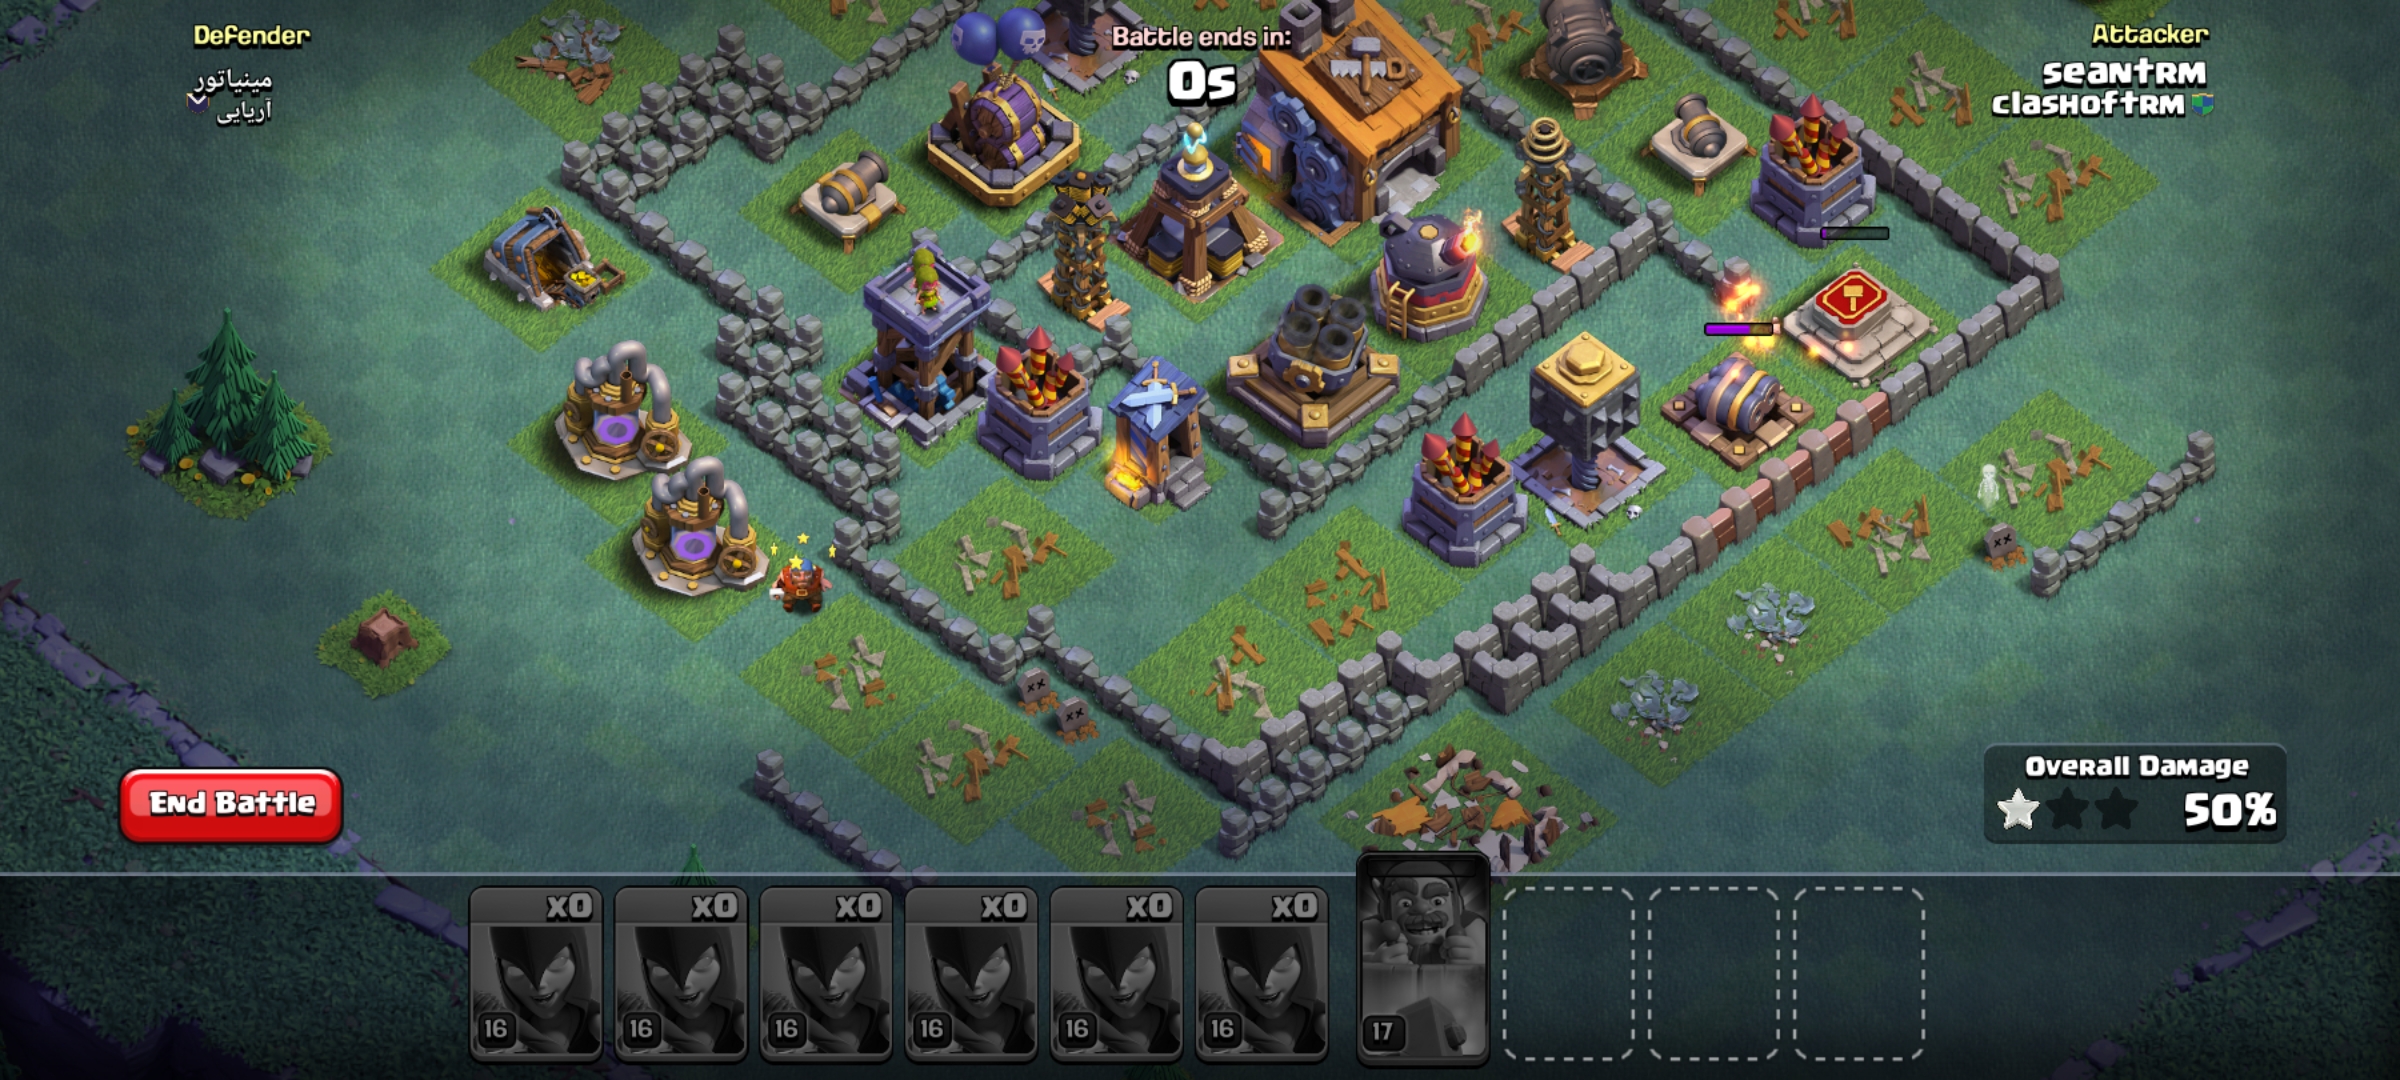 Defender
مینیاتور
آریایی
Battle ends in:
0s
Attacker
seantRM
clashoftRM
End Battle
Overall Damage
50%
x0
x0
x0
x0
x0
x0
16
16
16
16
16
16
17